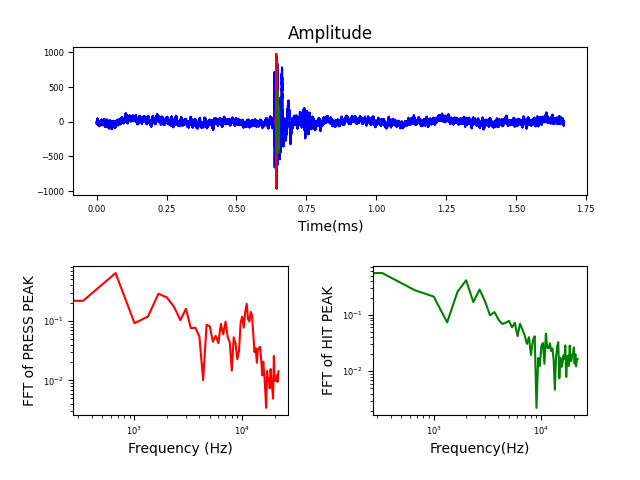 Amplitude
1000
500
0
−500
−1000
0.00 0.25 0.50 0.75 1.00 1.25 1.50 1.75
Time(ms)
FFT of PRESS PEAK
10⁻¹
10⁻²
10³ 10⁴
Frequency (Hz)
FFT of HIT PEAK
10⁻¹
10⁻²
10³ 10⁴
Frequency(Hz)